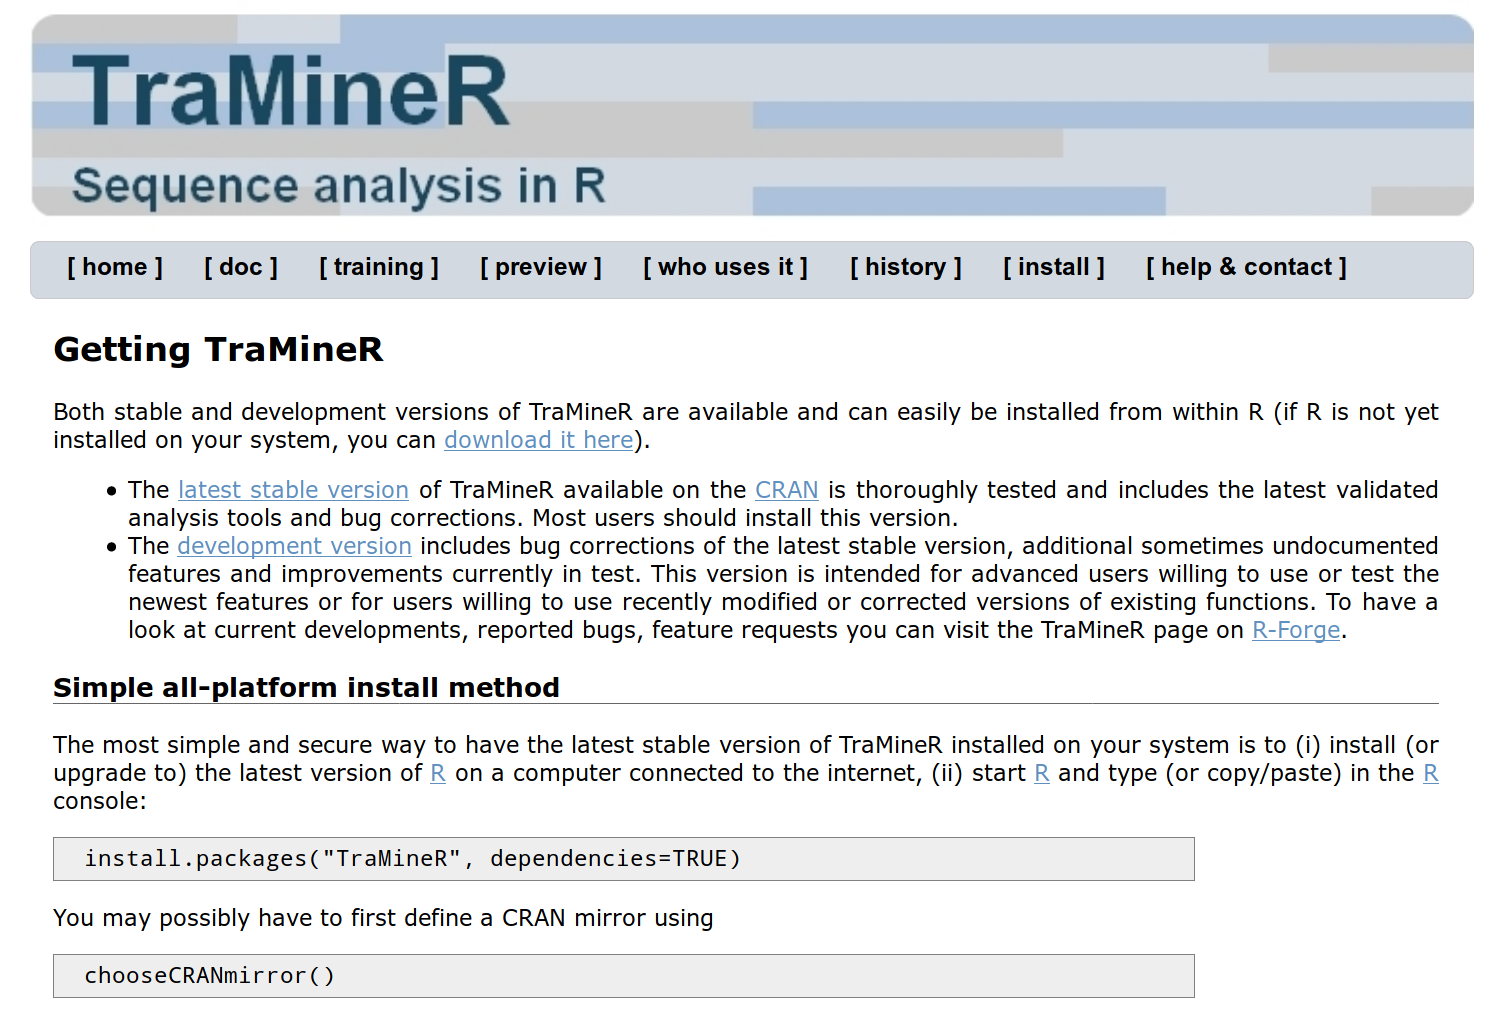 TraMineR
Sequence analysis in R
[ home ] [ doc ] [ training ] [ preview ] [ who uses it ] [ history ] [ install ] [ help & contact ]
Getting TraMineR
Both stable and development versions of TraMineR are available and can easily be installed from within R (if R is not yet
installed on your system, you can download it here).
• The latest stable version of TraMineR available on the CRAN is thoroughly tested and includes the latest validated
analysis tools and bug corrections. Most users should install this version.
• The development version includes bug corrections of the latest stable version, additional sometimes undocumented
features and improvements currently in test. This version is intended for advanced users willing to use or test the
newest features or for users willing to use recently modified or corrected versions of existing functions. To have a
look at current developments, reported bugs, feature requests you can visit the TraMineR page on R-Forge.
Simple all-platform install method
The most simple and secure way to have the latest stable version of TraMineR installed on your system is to (i) install (or
upgrade to) the latest version of R on a computer connected to the internet, (ii) start R and type (or copy/paste) in the R
console:
install.packages("TraMineR", dependencies=TRUE)
You may possibly have to first define a CRAN mirror using
chooseCRANmirror()